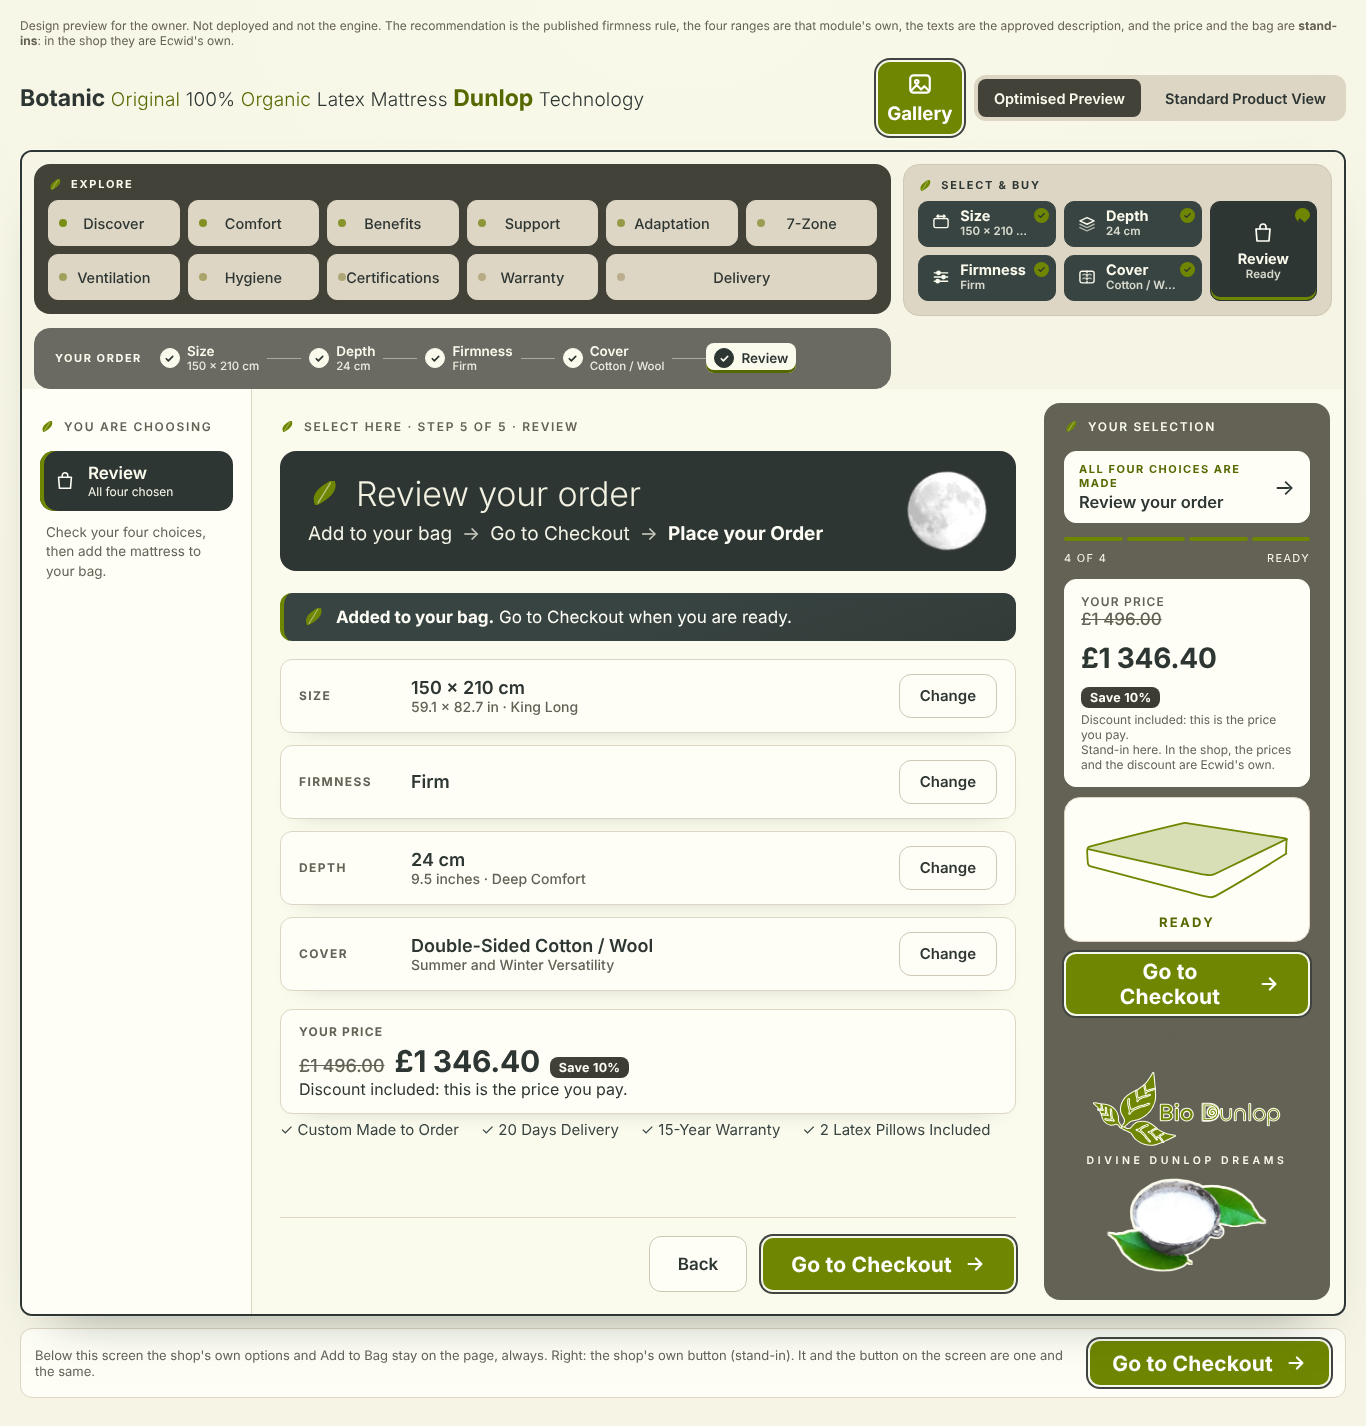 Design preview for the owner. Not deployed and not the engine. The recommendation is the published firmness rule, the four ranges are that module's own, the texts are the approved description, and the price and the bag are stand-
ins: in the shop they are Ecwid's own.
Botanic Original 100% Organic Latex Mattress Dunlop Technology
Gallery
Optimised Preview
Standard Product View
EXPLORE
Discover
Comfort
Benefits
Support
Adaptation
7-Zone
Ventilation
Hygiene
Certifications
Warranty
Delivery
SELECT & BUY
Size
150 × 210 ...
Depth
24 cm
Firmness
Firm
Cover
Cotton / W...
Review
Ready
YOUR ORDER
Size
150 × 210 cm
Depth
24 cm
Firmness
Firm
Cover
Cotton / Wool
Review
YOU ARE CHOOSING
Review
All four chosen
Check your four choices,
then add the mattress to
your bag.
SELECT HERE · STEP 5 OF 5 · REVIEW
Review your order
Add to your bag → Go to Checkout → Place your Order
Added to your bag. Go to Checkout when you are ready.
SIZE
150 × 210 cm
59.1 × 82.7 in · King Long
Change
FIRMNESS
Firm
Change
DEPTH
24 cm
9.5 inches · Deep Comfort
Change
COVER
Double-Sided Cotton / Wool
Summer and Winter Versatility
Change
YOUR PRICE
£1 496.00 £1 346.40 Save 10%
Discount included: this is the price you pay.
✓ Custom Made to Order ✓ 20 Days Delivery ✓ 15-Year Warranty ✓ 2 Latex Pillows Included
Back
Go to Checkout →
YOUR SELECTION
ALL FOUR CHOICES ARE
MADE
Review your order →
4 OF 4
READY
YOUR PRICE
£1 496.00
£1 346.40
Save 10%
Discount included: this is the price
you pay.
Stand-in here. In the shop, the prices
and the discount are Ecwid's own.
READY
Go to
Checkout →
Bio Dunlop
DIVINE DUNLOP DREAMS
Below this screen the shop's own options and Add to Bag stay on the page, always. Right: the shop's own button (stand-in). It and the button on the screen are one and
the same.
Go to Checkout →